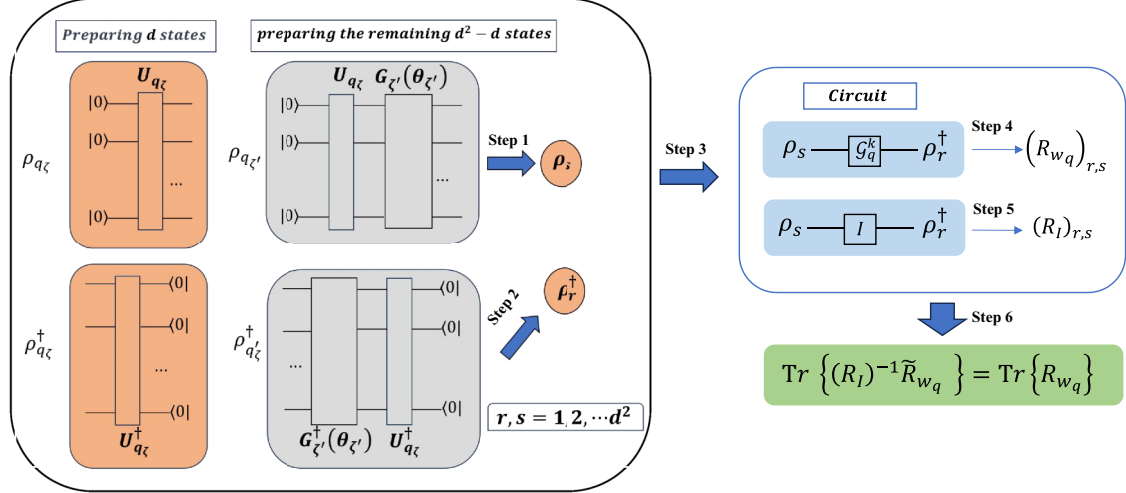 Preparing d states
preparing the remaining d² − d states
U_{q_ζ}
|0⟩
|0⟩
...
|0⟩
ρ_{q_ζ}
U_{q_ζ} G_{ζ′}(θ_{ζ′})
|0⟩
|0⟩
...
|0⟩
ρ_{q_{ζ′}}
Step 1
ρ_s
⟨0|
⟨0|
...
⟨0|
ρ†_{q_ζ}
U†_{q_ζ}
⟨0|
⟨0|
...
⟨0|
ρ†_{q′_ζ}
G†_{ζ′}(θ_{ζ′}) U†_{q_ζ}
Step 2
ρ†_r
r, s = 1, 2, ⋯ d²
Step 3
Circuit
ρ_s 𝒢_q^k ρ†_r
Step 4
(R_{w_q})_{r,s}
ρ_s I ρ†_r
Step 5
(R_I)_{r,s}
Step 6
Tr {(R_I)⁻¹ R̃_{w_q} } = Tr{R_{w_q}}